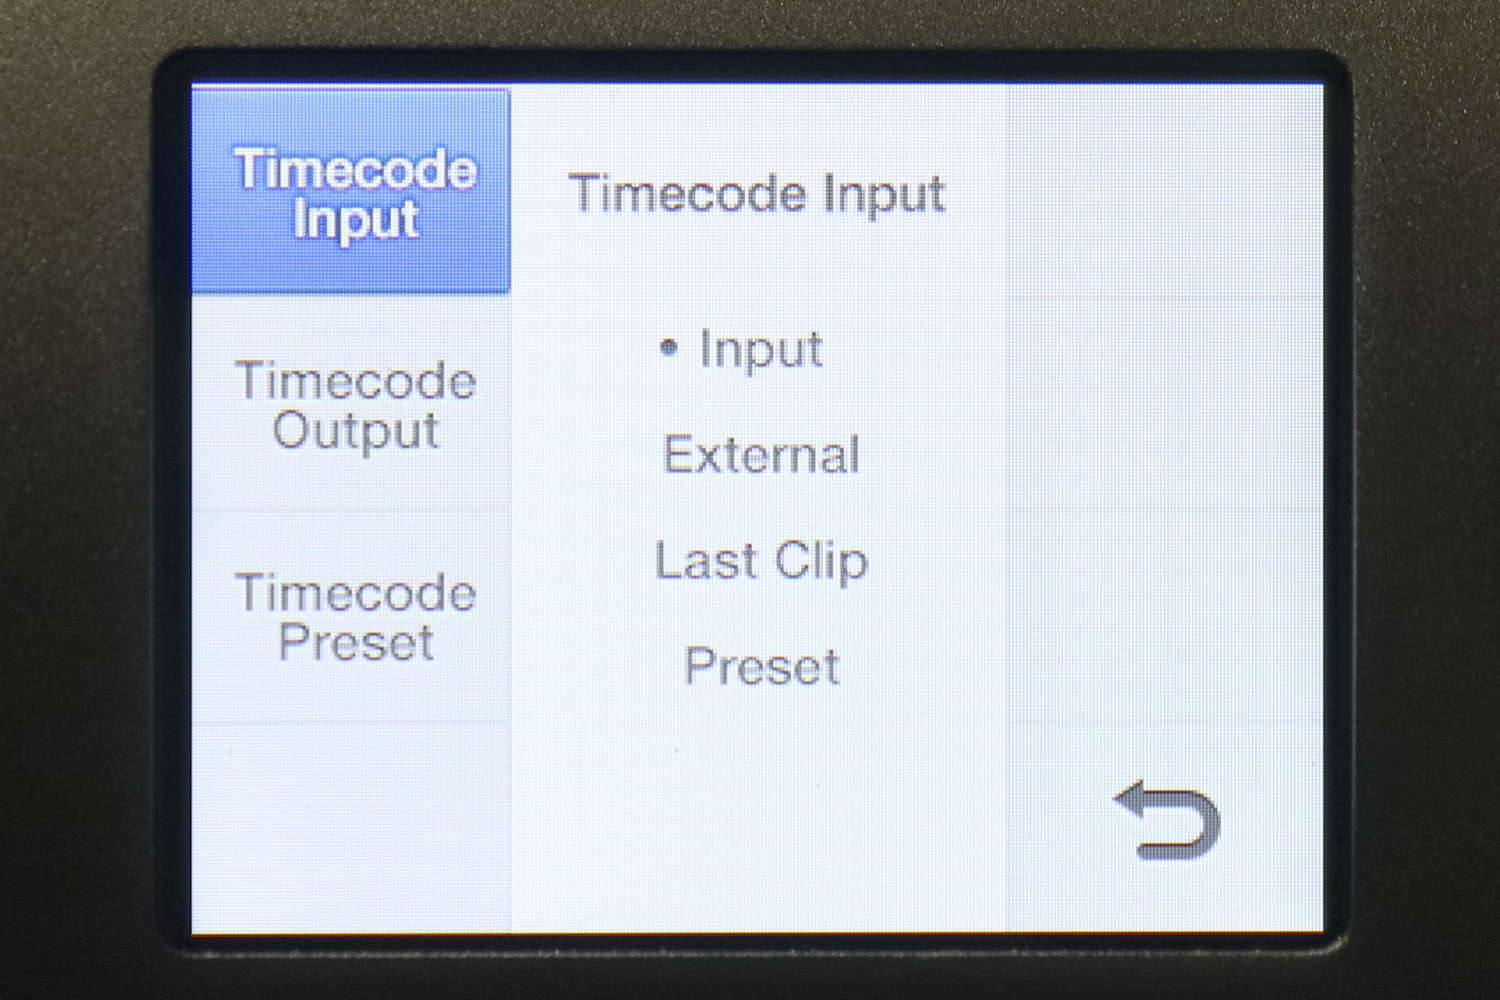 Timecode
Input
Timecode
Output
Timecode
Preset
Timecode Input
• Input
External
Last Clip
Preset